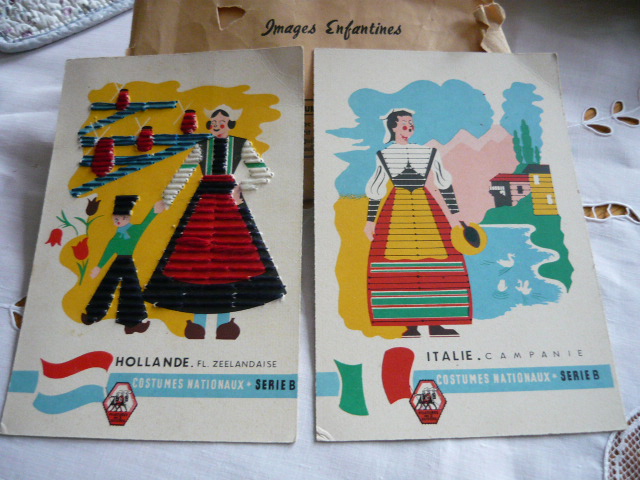 Images Enfantines
HOLLANDE. FL. ZEELANDAISE
COSTUMES NATIONAUX • SERIE B
ITALIE. CAMPANIE
COSTUMES NATIONAUX • SERIE B